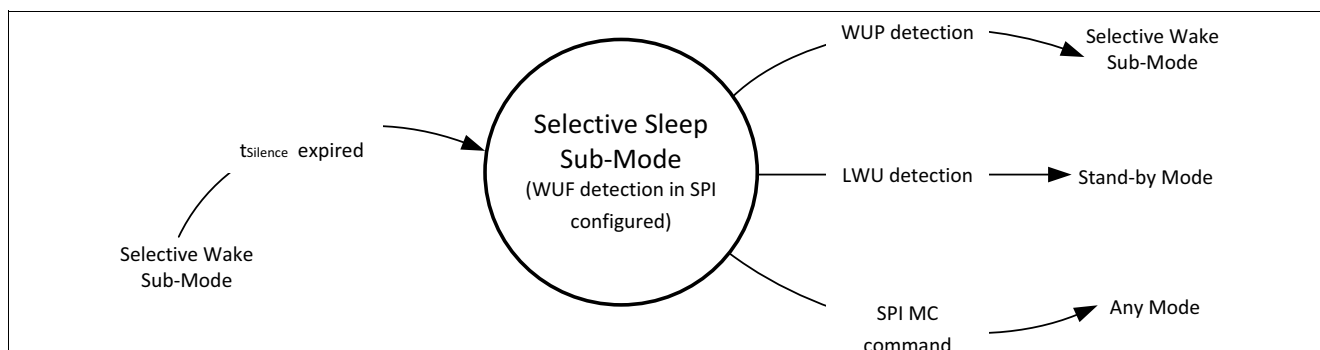 WUP detection
Selective Wake
Sub-Mode
Selective Sleep
Sub-Mode
(WUF detection in SPI
configured)
tSilence expired
LWU detection
Stand-by Mode
Selective Wake
Sub-Mode
SPI MC
command
Any Mode